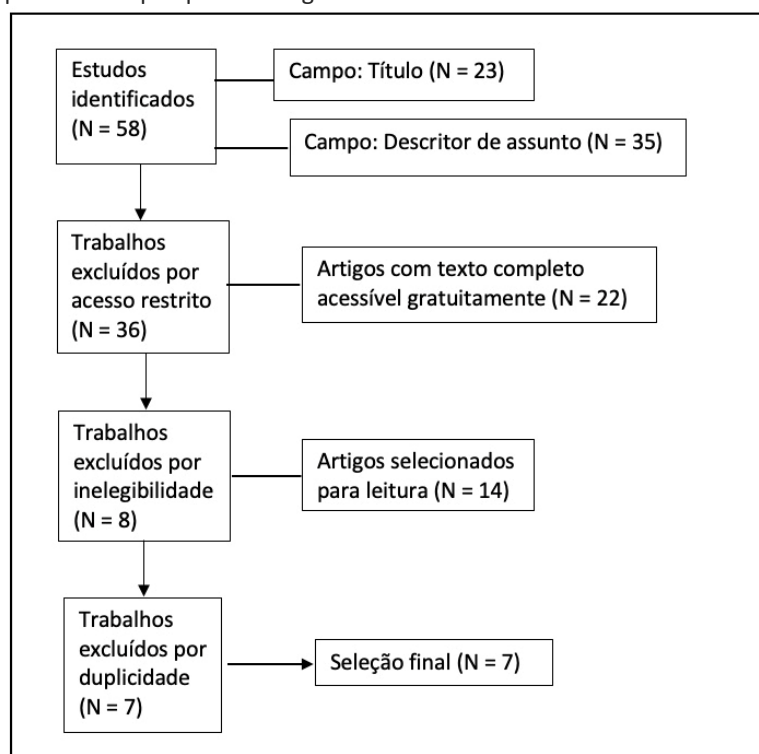 Estudos
identificados
(N = 58)
Campo: Título (N = 23)
Campo: Descritor de assunto (N = 35)
Trabalhos
excluídos por
acesso restrito
(N = 36)
Artigos com texto completo
acessível gratuitamente (N = 22)
Trabalhos
excluídos por
inelegibilidade
(N = 8)
Artigos selecionados
para leitura (N = 14)
Trabalhos
excluídos por
duplicidade
(N = 7)
Seleção final (N = 7)